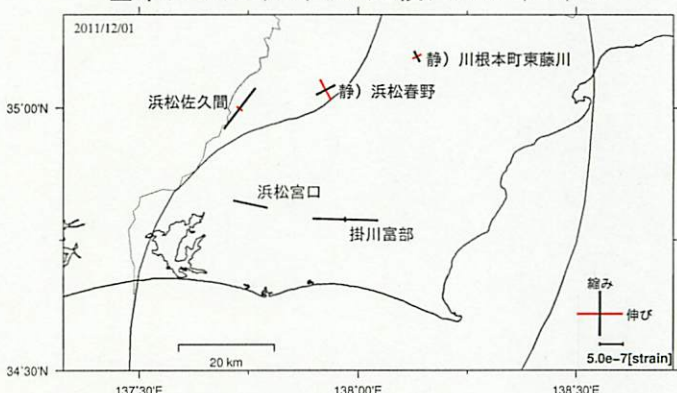 2011/12/01
静）川根本町東藤川
35°00'N
浜松佐久間
静）浜松春野
浜松宮口
掛川富部
縮み
伸び
5.0e-7[strain]
20 km
34°30'N
137°30'E
138°00'E
138°30'E